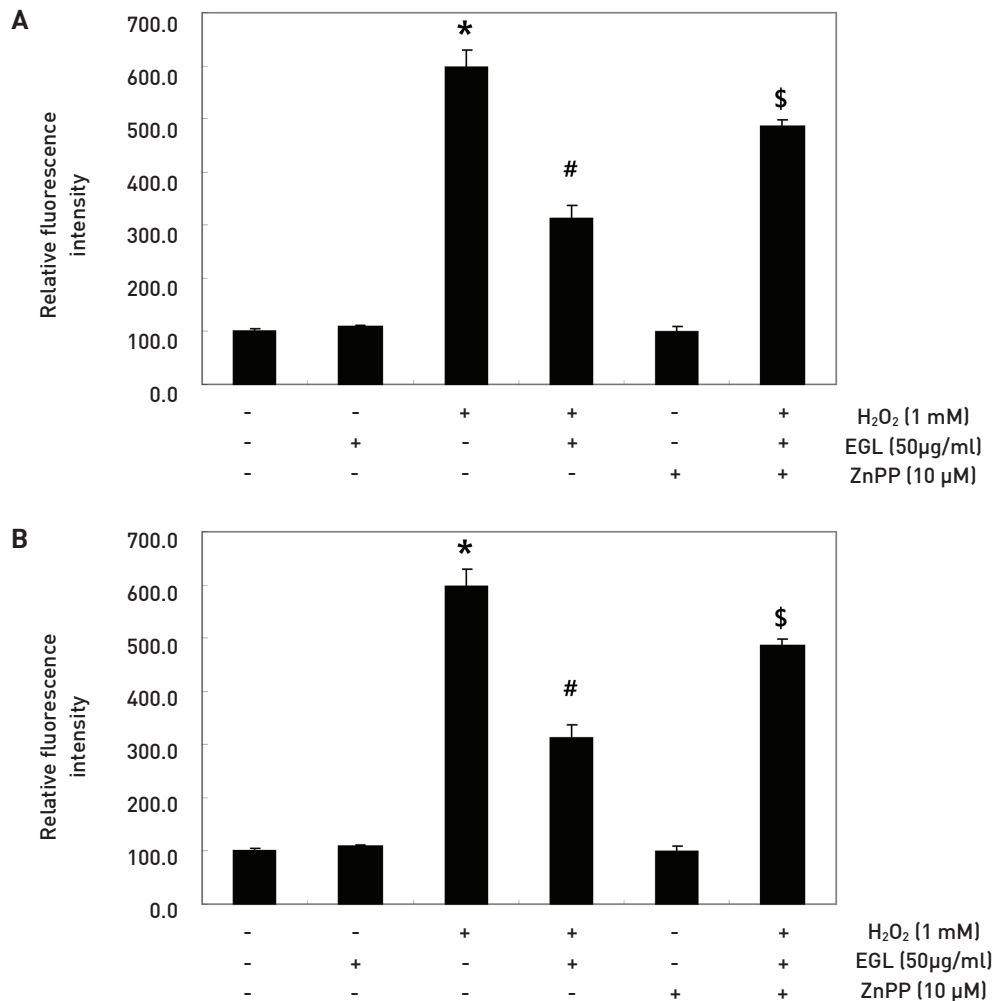 A
700.0
600.0
500.0
400.0
300.0
200.0
100.0
0.0
Relative fluorescence
intensity
*
#
$
- - + + - + H₂O₂ (1 mM)
- + - + - + EGL (50µg/ml)
- - - - + + ZnPP (10 µM)
B
700.0
600.0
500.0
400.0
300.0
200.0
100.0
0.0
Relative fluorescence
intensity
*
#
$
- - + + - + H₂O₂ (1 mM)
- + - + - + EGL (50µg/ml)
- - - - + + ZnPP (10 µM)